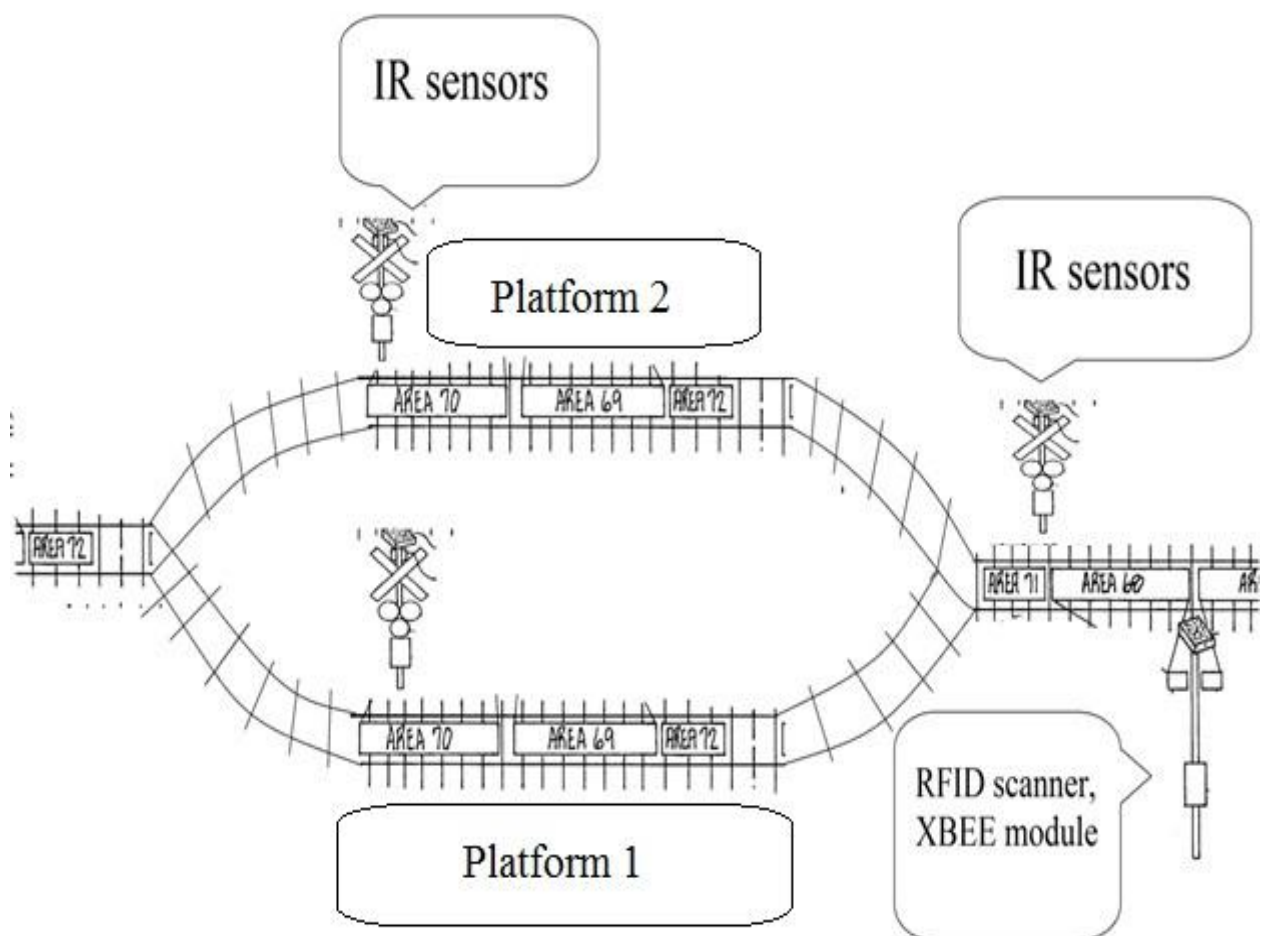 IR sensors
Platform 2
IR sensors
AREA 70
AREA 69
AREA 72
AREA 72
AREA 71
AREA 60
AR
AREA 70
AREA 69
AREA 72
RFID scanner,
XBEE module
Platform 1